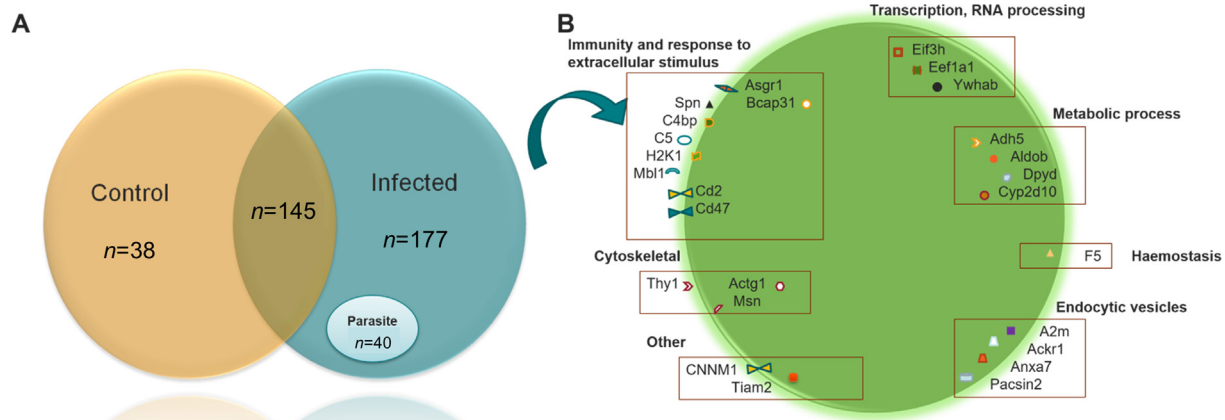 A
Control
n=38
n=145
Infected
n=177
Parasite
n=40
B
Transcription, RNA processing
Eif3h
Eef1a1
Ywhab
Immunity and response to
extracellular stimulus
Asgr1
Spn
Bcap31
C4bp
C5
H2K1
Mbl1
Cd2
Cd47
Metabolic process
Adh5
Aldob
Dpyd
Cyp2d10
Cytoskeletal
Thy1
Actg1
Msn
F5
Haemostasis
Endocytic vesicles
A2m
Ackr1
Anxa7
Pacsin2
Other
CNNM1
Tiam2